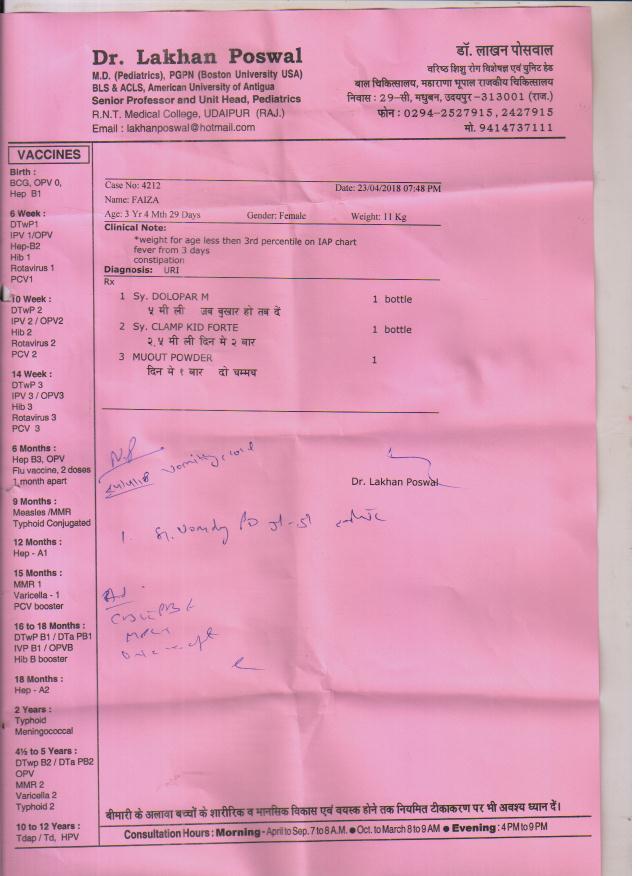 Dr. Lakhan Poswal
M.D. (Pediatrics), PGPN (Boston University USA)
BLS & ACLS, American University of Antigua
Senior Professor and Unit Head, Pediatrics
R.N.T. Medical College, UDAIPUR (RAJ.)
Email : lakhanposwal@hotmail.com
डॉ. लाखन पोसवाल
वरिष्ठ शिशु रोग विशेषज्ञ एवं युनिट हेड
बाल चिकित्सालय, महाराणा भूपाल राजकीय चिकित्सालय
निवास : 29-सी, मधुबन, उदयपुर-313001 (राज.)
फोन : 0294-2527915, 2427915
मो. 9414737111
VACCINES
Birth :
BCG, OPV 0,
Hep B1
6 Week :
DTwP1
IPV 1/OPV
Hep-B2
Hib 1
Rotavirus 1
PCV1
10 Week :
DTwP 2
IPV 2 / OPV2
Hib 2
Rotavirus 2
PCV 2
14 Week :
DTwP 3
IPV 3 / OPV3
Hib 3
Rotavirus 3
PCV 3
6 Months :
Hep B3, OPV
Flu vaccine, 2 doses
1 month apart
9 Months :
Measles /MMR
Typhoid Conjugated
12 Months :
Hep - A1
15 Months :
MMR 1
Varicella - 1
PCV booster
16 to 18 Months :
DTwP B1 / DTa PB1
IVP B1 / OPVB
Hib B booster
18 Months :
Hep - A2
2 Years :
Typhoid
Meningococcal
4½ to 5 Years :
DTwp B2 / DTa PB2
OPV
MMR 2
Varicella 2
Typhoid 2
10 to 12 Years :
Tdap / Td, HPV
Case No: 4212 Date: 23/04/2018 07:48 PM
Name: FAIZA
Age: 3 Yr 4 Mth 29 Days Gender: Female Weight: 11 Kg
Clinical Note:
*weight for age less then 3rd percentile on IAP chart
fever from 3 days
constipation
Diagnosis: URI
Rx
1 Sy. DOLOPAR M 1 bottle
५ मी ली जब बुखार हो तब दें
2 Sy. CLAMP KID FORTE 1 bottle
२.५ मी ली दिन मे २ बार
3 MUOUT POWDER 1
दिन मे १ बार दो चम्मच
Dr. Lakhan Poswal
1. Sy.
बीमारी के अलावा बच्चों के शारीरिक व मानसिक विकास एवं वयस्क होने तक नियमित टीकाकरण पर भी अवश्य ध्यान दें।
Consultation Hours : Morning - April to Sep. 7 to 8 A.M. ● Oct. to March 8 to 9 AM ● Evening : 4 PM to 9 PM